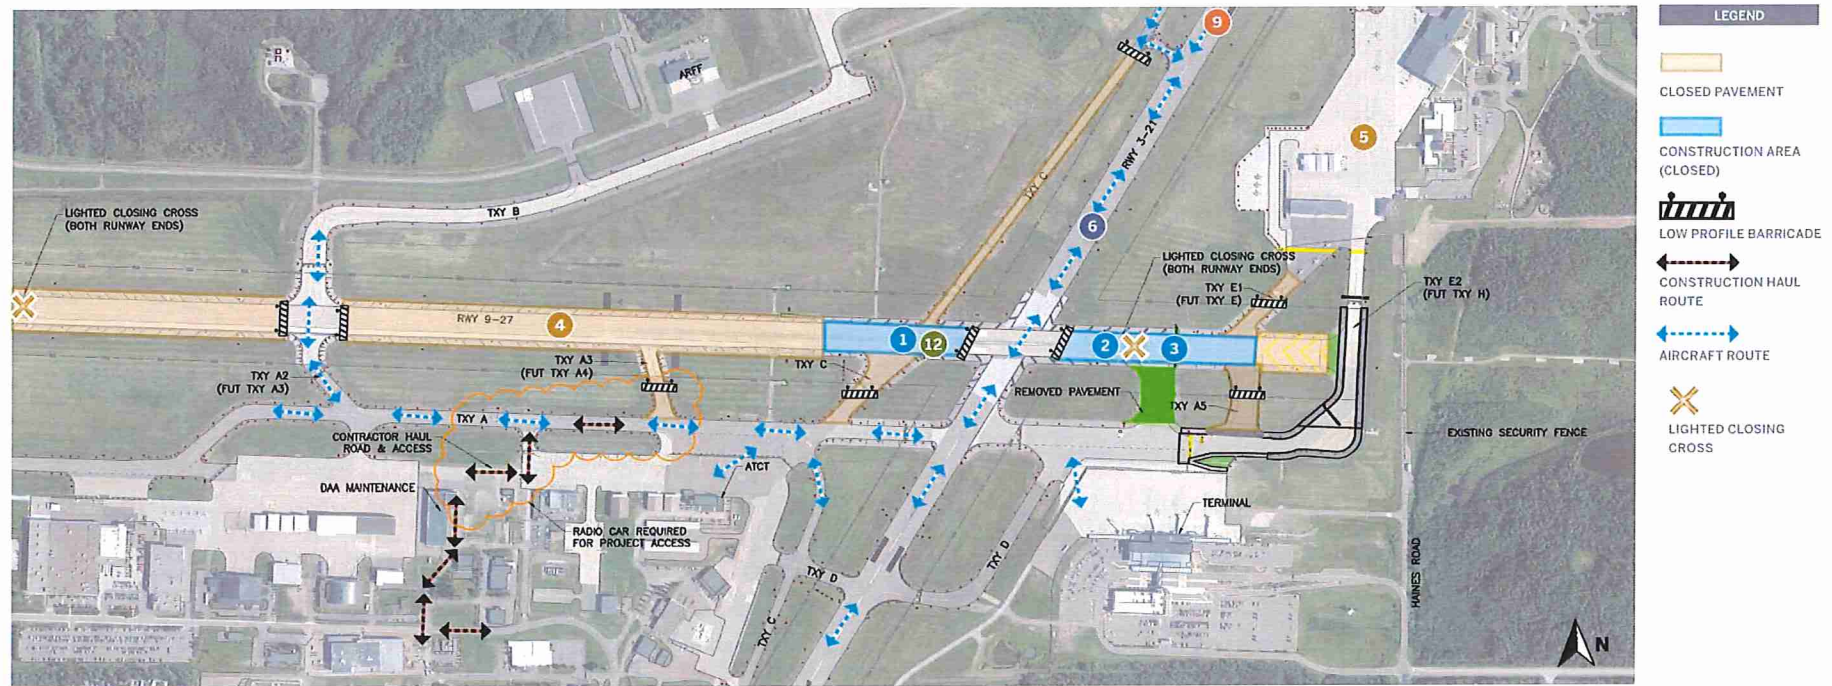 LEGEND
CLOSED PAVEMENT
CONSTRUCTION AREA
(CLOSED)
LOW PROFILE BARRICADE
CONSTRUCTION HAUL
ROUTE
AIRCRAFT ROUTE
LIGHTED CLOSING
CROSS
9
ARFF
5
TXY C
RWY 3-21
TXY B
LIGHTED CLOSING CROSS
(BOTH RUNWAY ENDS)
6
LIGHTED CLOSING CROSS
(BOTH RUNWAY ENDS)
TXY E1
(FUT TXY E)
TXY E2
(FUT TXY H)
RWY 9-27
4
1
12
2
3
TXY A3
(FUT TXY A4)
TXY C
TXY A2
(FUT TXY A3)
REMOVED PAVEMENT
TXY A5
TXY A
CONTRACTOR HAUL
ROAD & ACCESS
ATCT
EXISTING SECURITY FENCE
DAA MAINTENANCE
TERMINAL
RADIO CAR REQUIRED
FOR PROJECT ACCESS
TXY D
TXY D
TXY C
HAINES ROAD
N